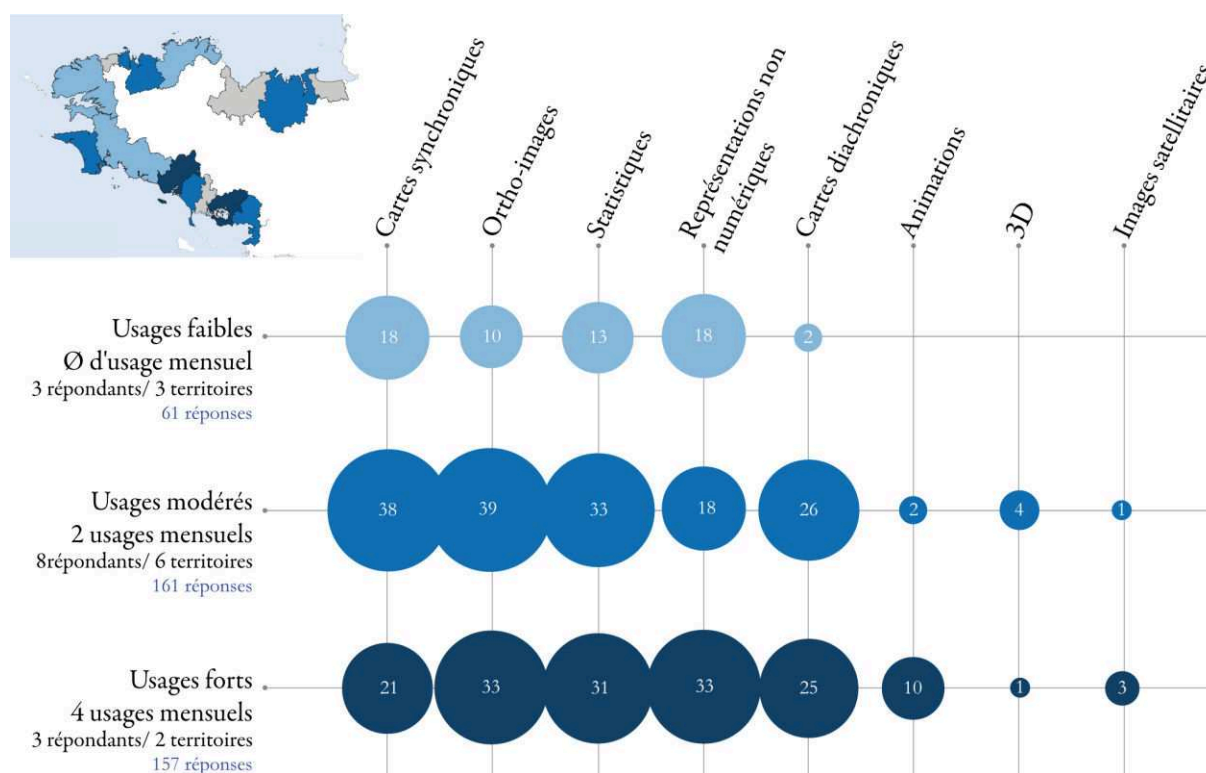 Cartes synchroniques
Ortho-images
Statistiques
Représentations non
numériques
Cartes diachroniques
Animations
3D
Images satellitaires
Usages faibles
Ø d'usage mensuel
3 répondants/ 3 territoires
61 réponses
18
10
13
18
2
Usages modérés
2 usages mensuels
8répondants/ 6 territoires
161 réponses
38
39
33
18
26
2
4
1
Usages forts
4 usages mensuels
3 répondants/ 2 territoires
157 réponses
21
33
31
33
25
10
1
3